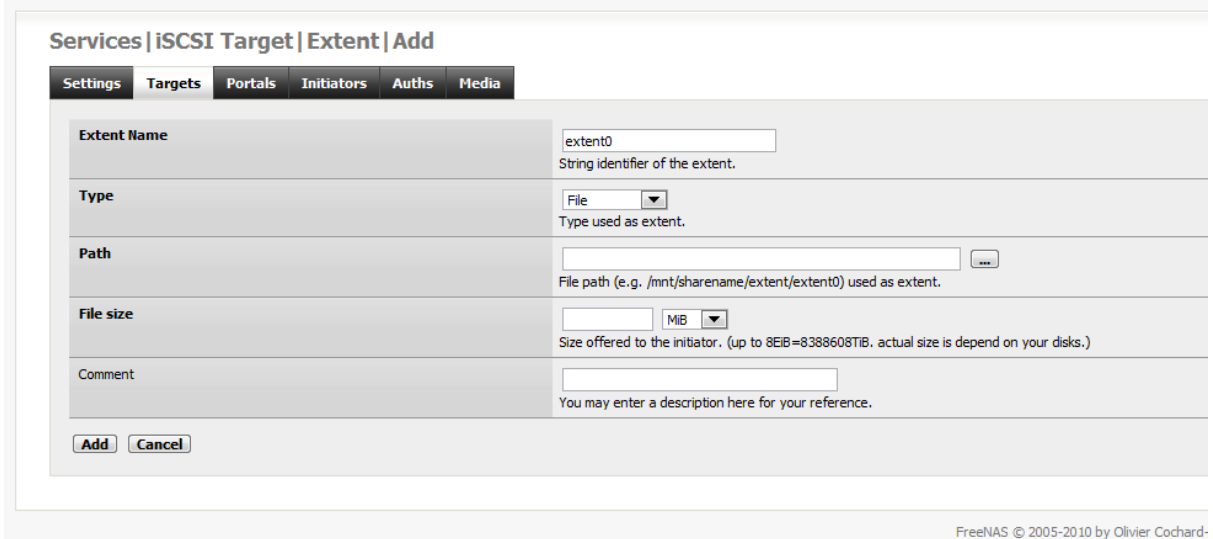 Services|iSCSI Target|Extent|Add
Settings Targets Portals Initiators Auths Media
Extent Name
extent0
String identifier of the extent.
Type
File
Type used as extent.
Path
...
File path (e.g. /mnt/sharename/extent/extent0) used as extent.
File size
MiB
Size offered to the initiator. (up to 8EiB=8388608TiB. actual size is depend on your disks.)
Comment
You may enter a description here for your reference.
Add Cancel
FreeNAS © 2005-2010 by Olivier Cochard-